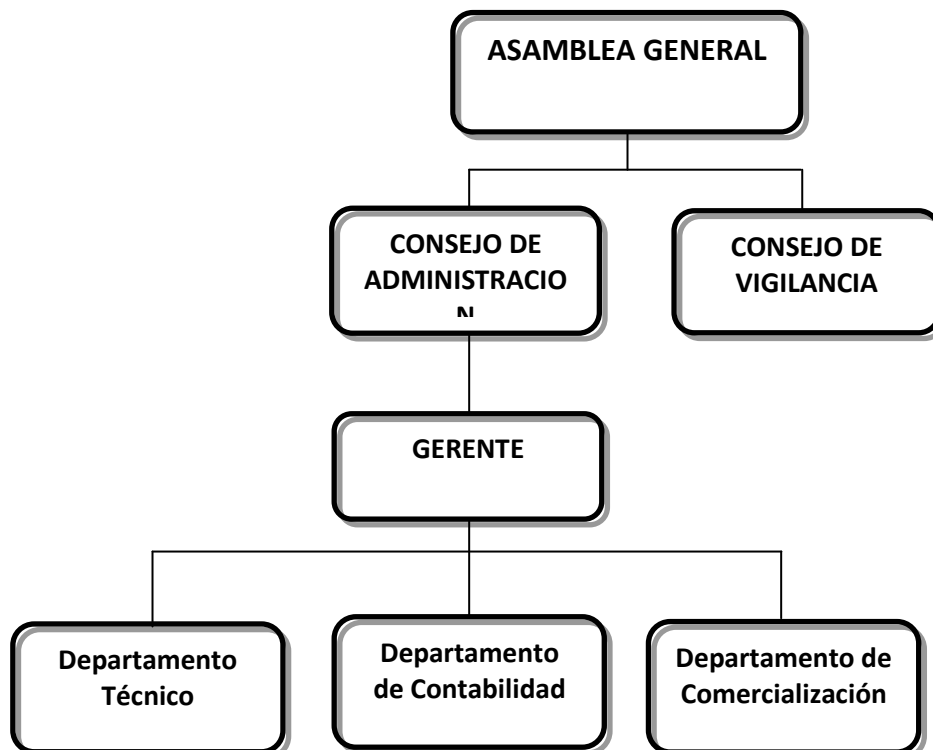 ASAMBLEA GENERAL
CONSEJO DE
ADMINISTRACIO
N
CONSEJO DE
VIGILANCIA
GERENTE
Departamento
Técnico
Departamento
de Contabilidad
Departamento de
Comercialización